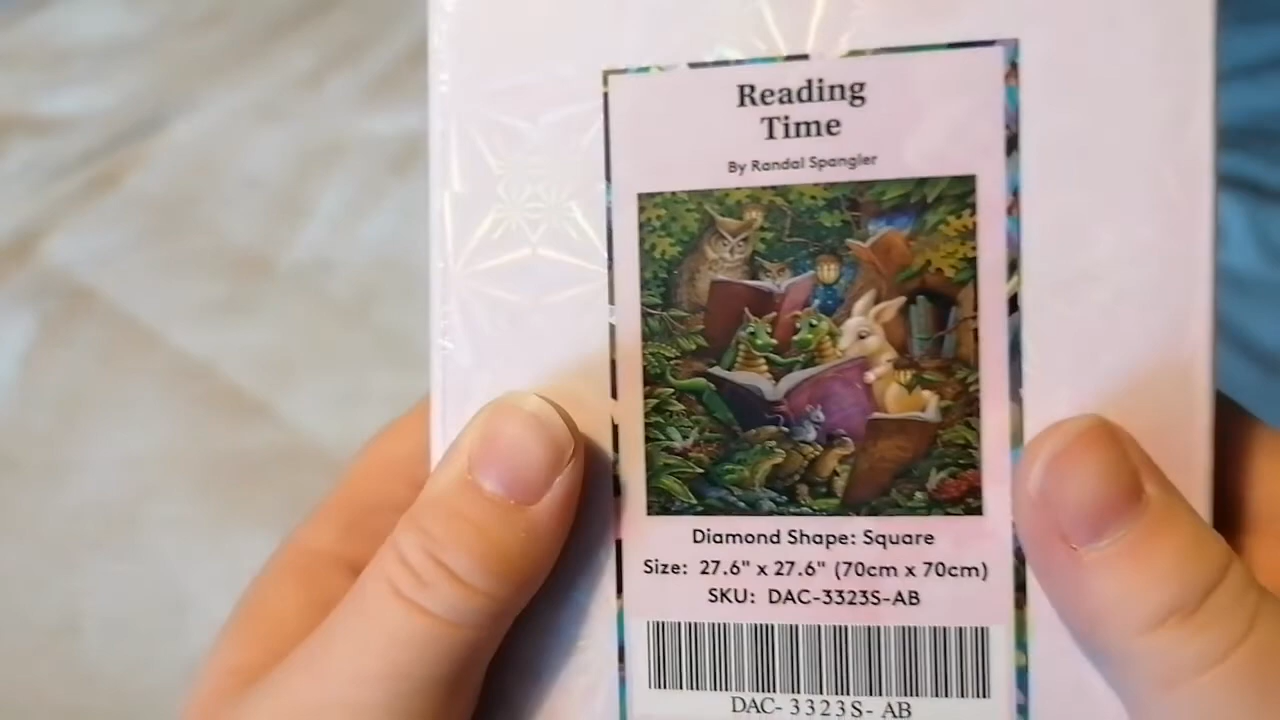 Reading
Time
By Randal Spangler
Diamond Shape: Square
Size: 27.6" x 27.6" (70cm x 70cm)
SKU: DAC-3323S-AB
DAC- 3323S- AB